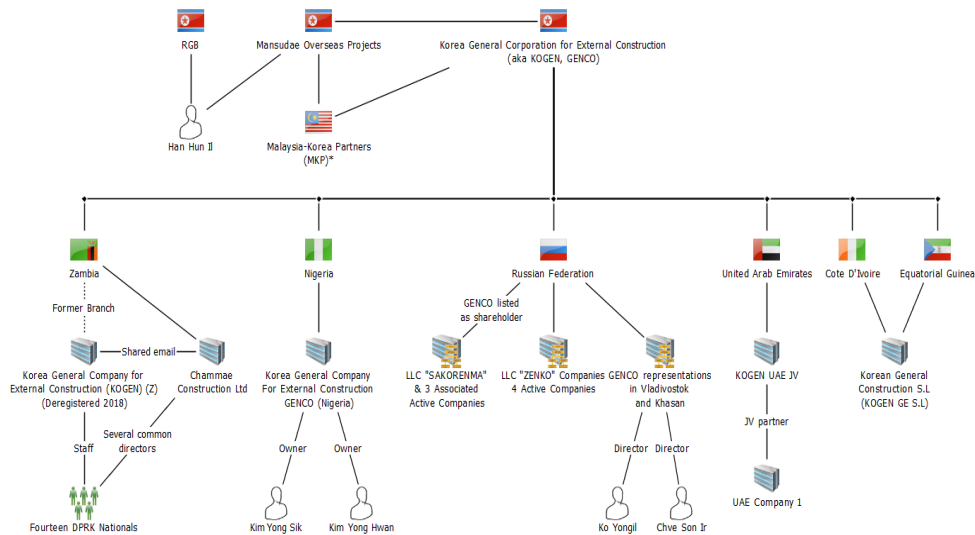 RGB
Mansudae Overseas Projects
Korea General Corporation for External Construction
(aka KOGEN, GENCO)
Han Hun Il
Malaysia-Korea Partners
(MKP)*
Zambia
Nigeria
Russian Federation
United Arab Emirates
Cote D'Ivoire
Equatorial Guinea
Former Branch
GENCO listed
as shareholder
Shared email
Korea General Company for
External Construction (KOGEN) (Z)
(Deregistered 2018)
Chammae
Construction Ltd
Korea General Company
For External Construction
GENCO (Nigeria)
LLC "SAKORENMA"
& 3 Associated
Active Companies
LLC "ZENKO" Companies
4 Active Companies
GENCO representations
in Vladivostok
and Khasan
KOGEN UAE JV
Korean General
Construction S.L
(KOGEN GE S.L)
Several common
directors
Staff
Owner
Owner
Director
Director
JV partner
Fourteen DPRK Nationals
Kim Yong Sik
Kim Yong Hwan
Ko Yongil
Chve Son Ir
UAE Company 1